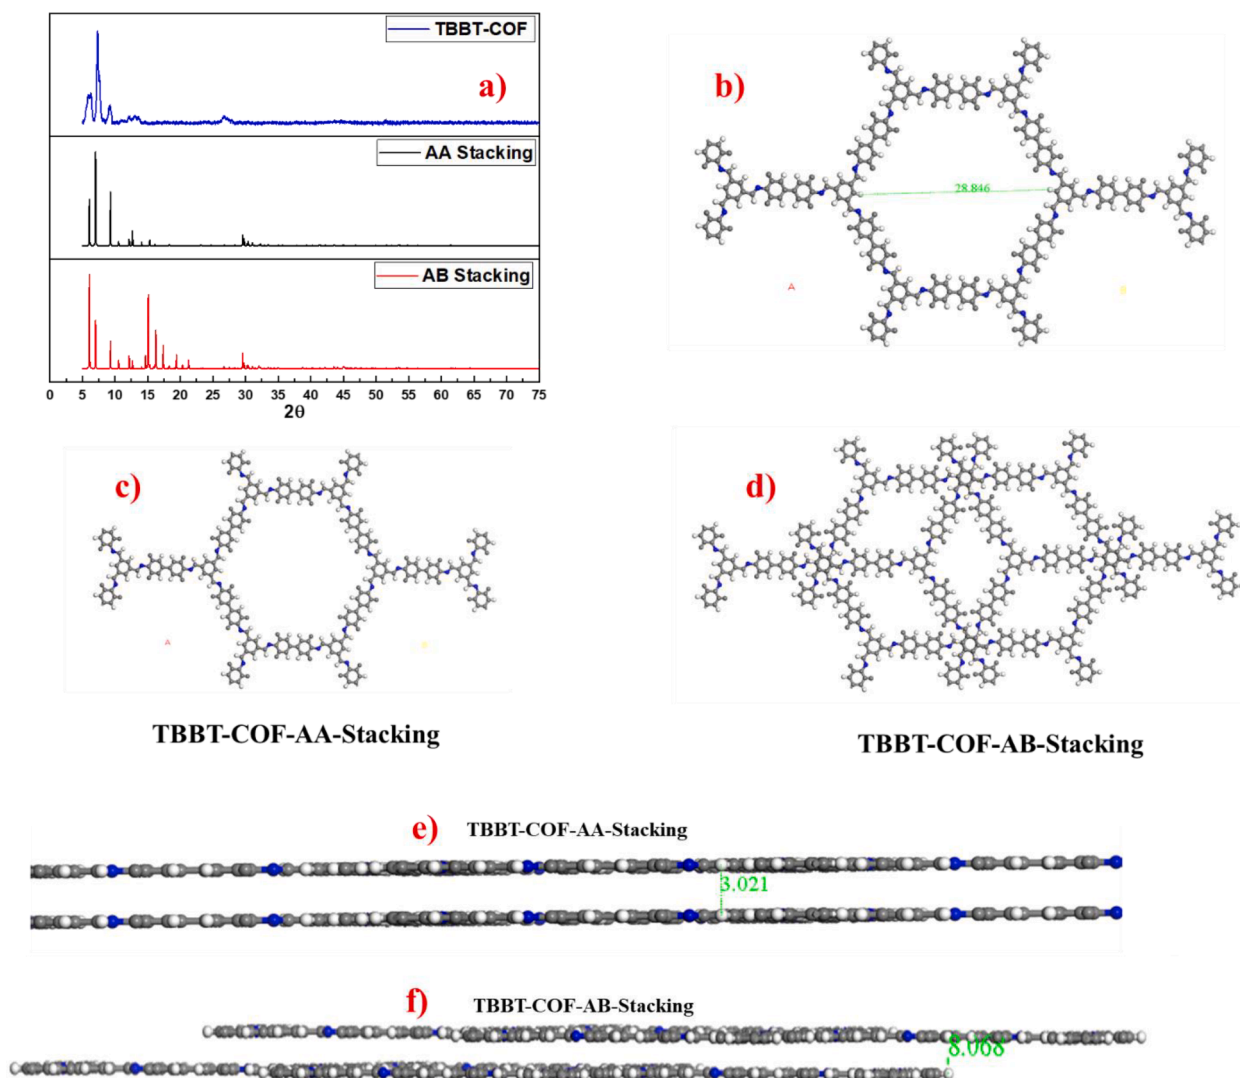 TBBT-COF
a)
AA Stacking
AB Stacking
0 5 10 15 20 25 30 35 40 45 50 55 60 65 70 75
2θ
b)
28.846
A
B
c)
A
d)
TBBT-COF-AA-Stacking
TBBT-COF-AB-Stacking
e) TBBT-COF-AA-Stacking
3.021
f) TBBT-COF-AB-Stacking
8.068